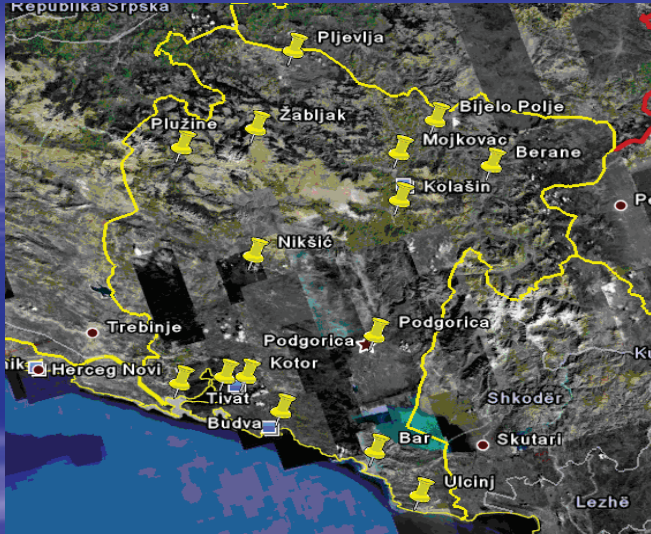 Republika Srpska
Pljevlja
Žabljak
Bijelo Polje
Plužine
Mojkovac
Berane
Kolašin
Nikšić
Trebinje
Podgorica
Podgorica
Herceg Novi
Kotor
Tivat
Budva
Shkodër
Bar
Skutari
Ulcinj
Lezhë